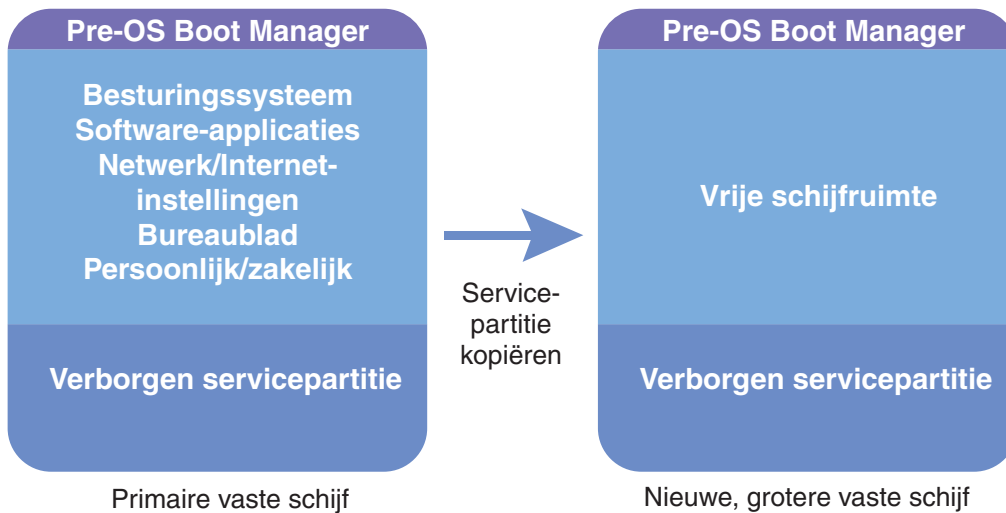 Pre-OS Boot Manager
Besturingssysteem
Software-applicaties
Netwerk/Internet-
instellingen
Bureaublad
Persoonlijk/zakelijk
Verborgen servicepartitie
Primaire vaste schijf
Service-
partitie
kopiëren
Pre-OS Boot Manager
Vrije schijfruimte
Verborgen servicepartitie
Nieuwe, grotere vaste schijf